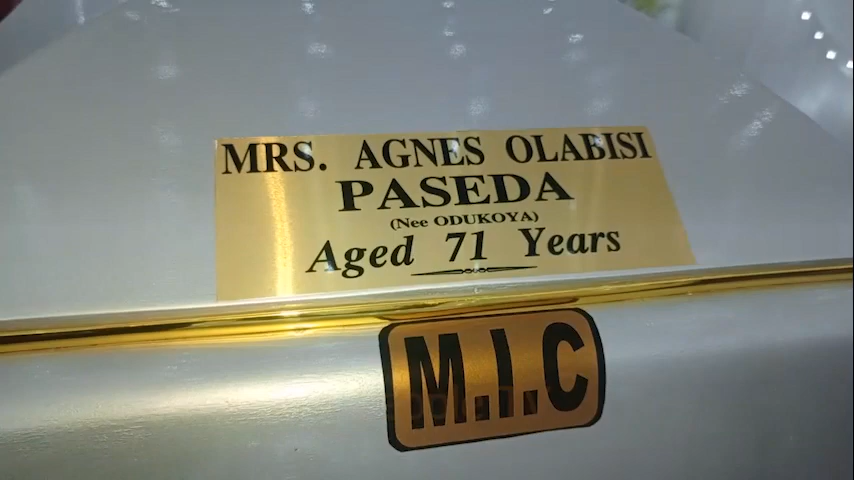 MRS. AGNES OLABISI
PASEDA
(Nee ODUKOYA)
Aged 71 Years
M.I.C